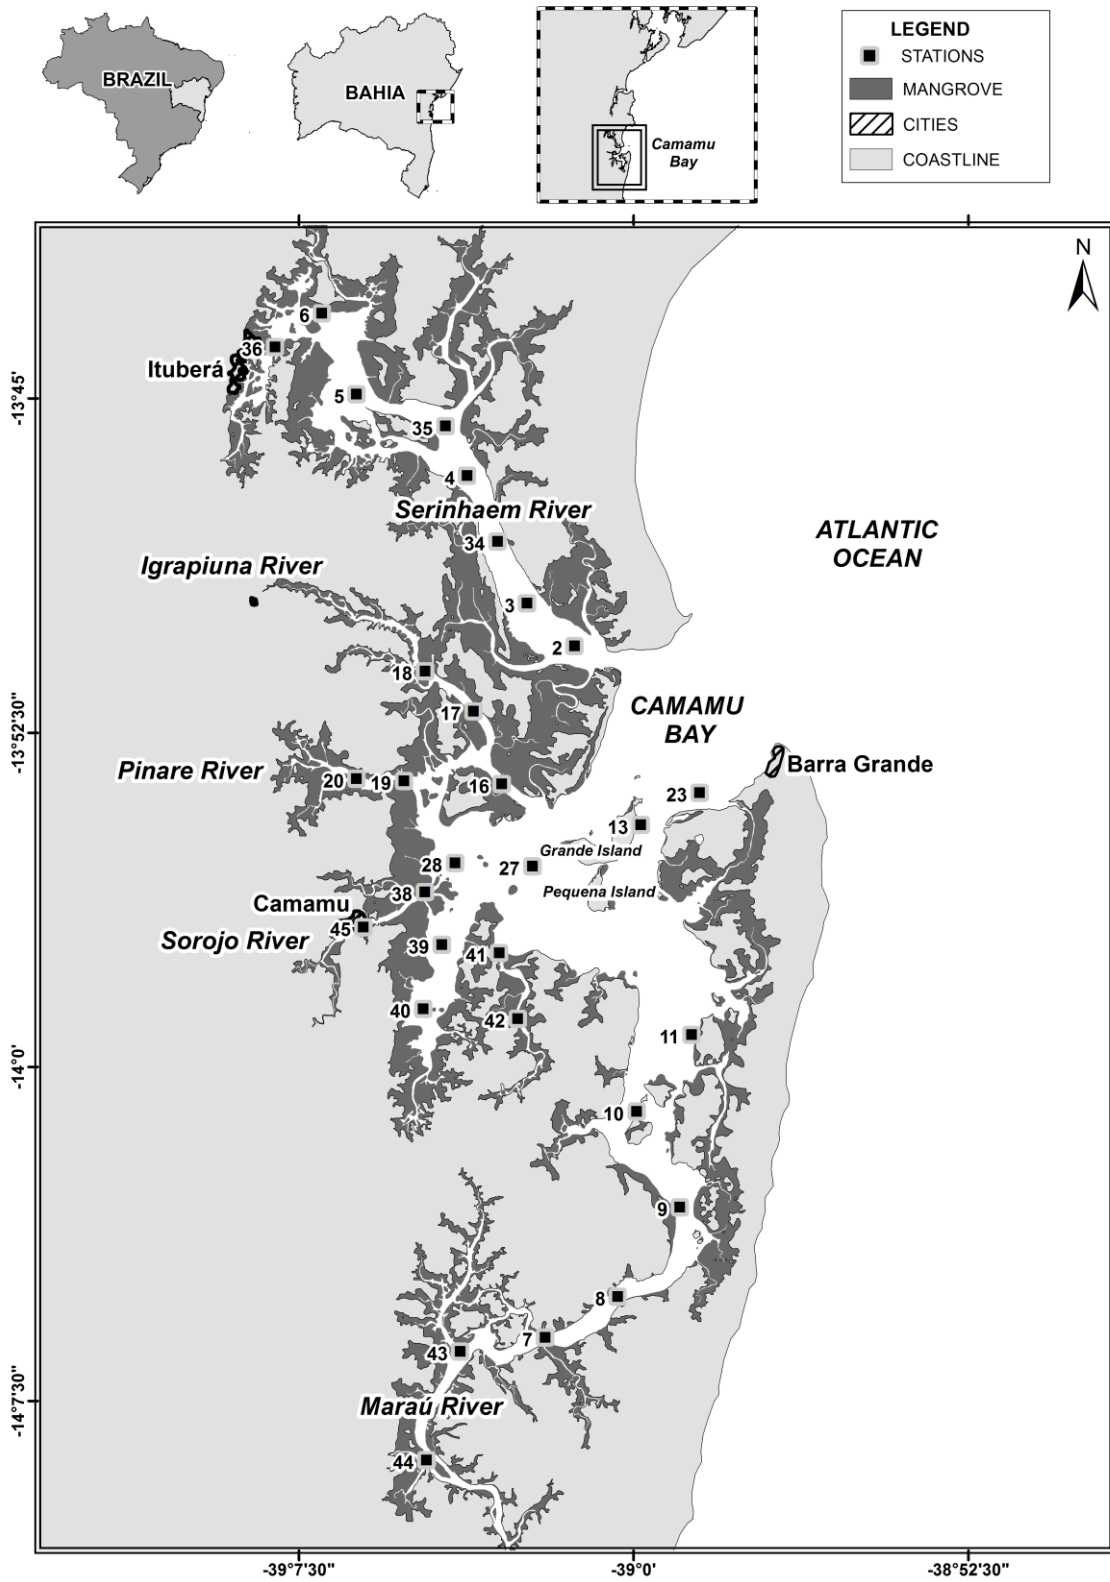 BRAZIL
BAHIA
Camamu
Bay
LEGEND
STATIONS
MANGROVE
CITIES
COASTLINE
N
6
36
Ituberá
-13°45'
5
35
4
Serinhaem River
34
ATLANTIC
OCEAN
Igrapiuna River
3
2
18
17
CAMAMU
BAY
-13°52'30"
Barra Grande
Pinare River
20
19
16
23
13
Grande Island
28
27
Pequena Island
38
Camamu
45
Sorojo River
39
41
40
42
11
-14°0'
10
9
8
7
43
Maraú River
-14°7'30"
44
-39°7'30"
-39°0'
-38°52'30"